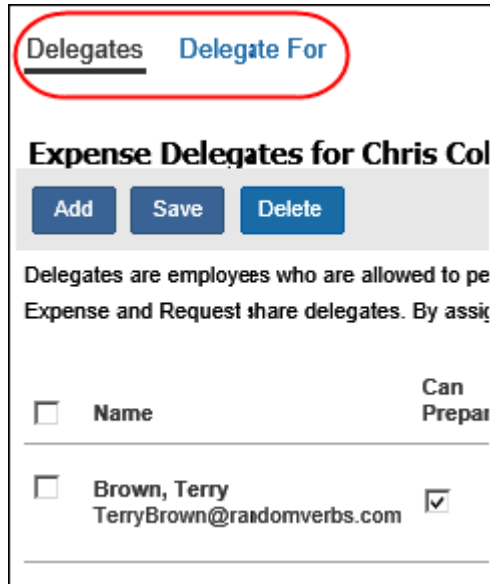 Delegates Delegate For
Expense Delegates for Chris Col
Add Save Delete
Delegates are employees who are allowed to pe
Expense and Request share delegates. By assig
Name Can
Prepar
Brown, Terry
TerryBrown@randomverbs.com